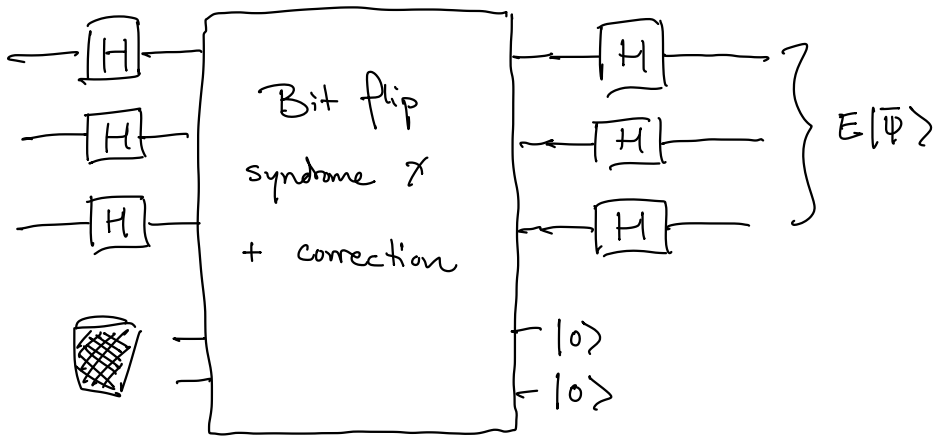 H
H
H
Bit flip
syndrome
+ correction
H
H
H
E|ψ̅⟩
|0⟩
|0⟩